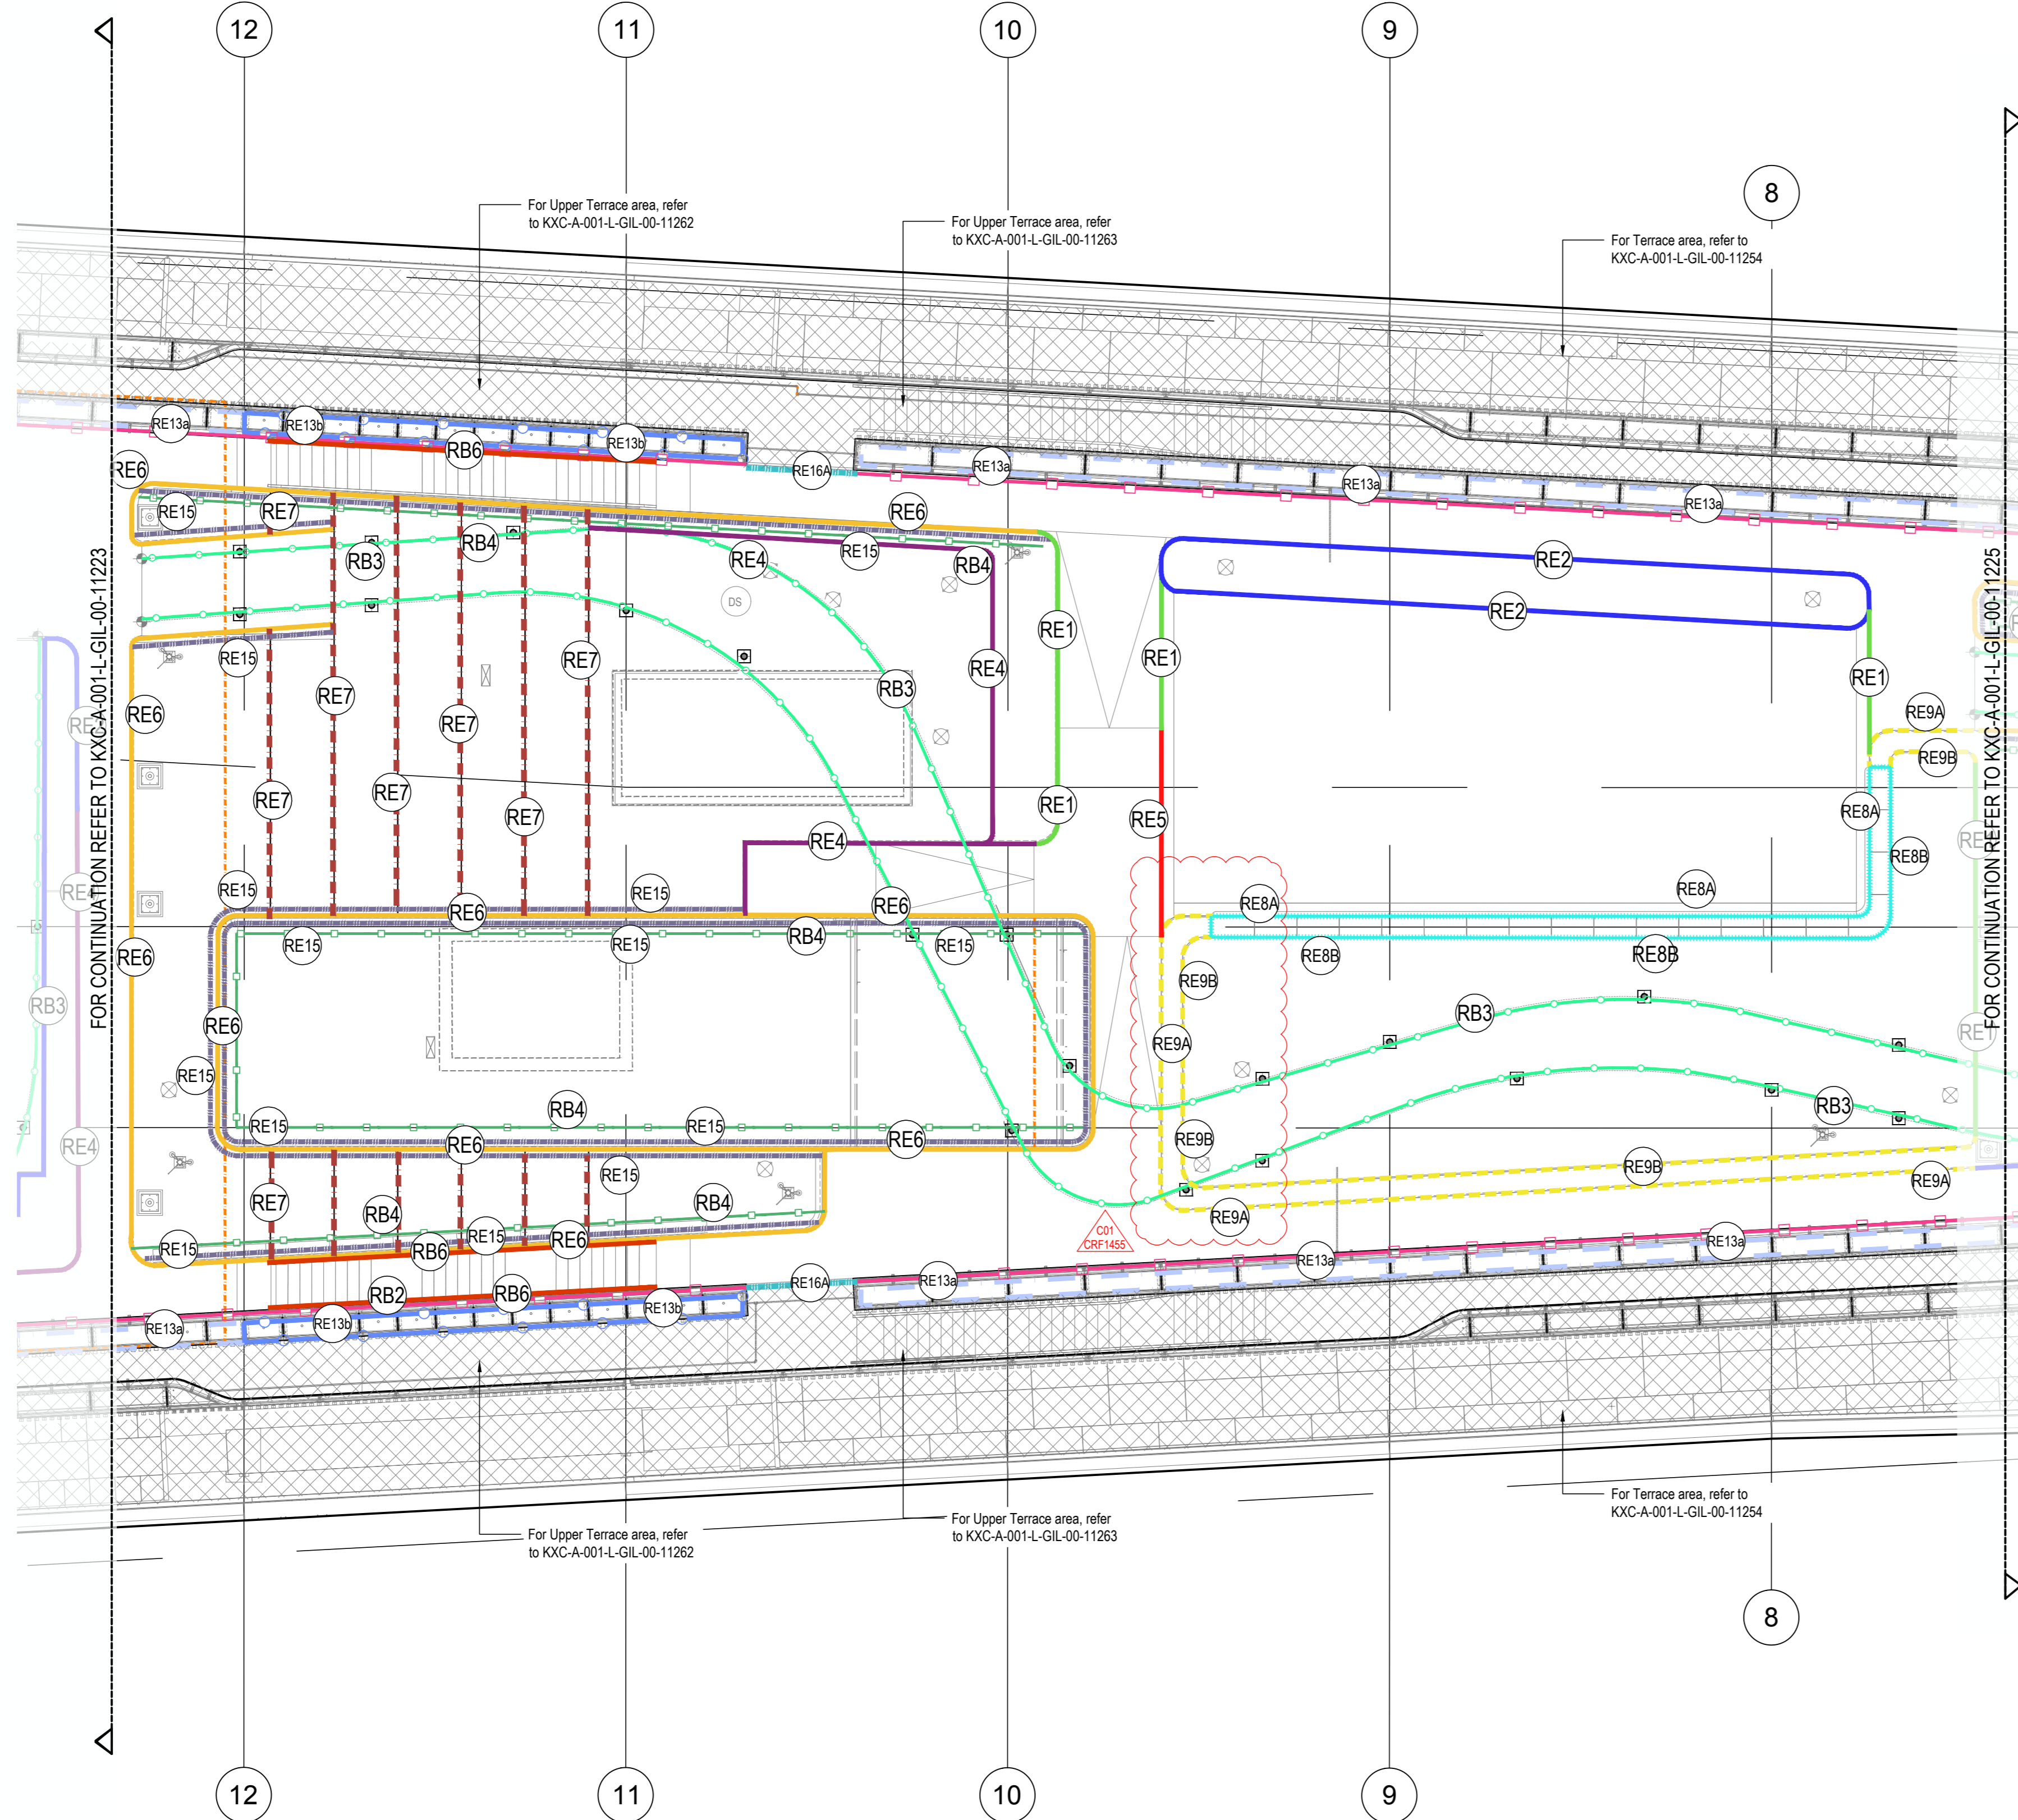 12
11
10
9
8
For Upper Terrace area, refer
to KXC-A-001-L-GIL-00-11262
For Upper Terrace area, refer
to KXC-A-001-L-GIL-00-11263
For Terrace area, refer to
KXC-A-001-L-GIL-00-11254
RE13a
RE13b
RB6
RE13b
RE16A
RE13a
RE13a
RE13a
RE6
RE15
RE7
RB3
RB4
RE6
RE15
RE4
RB4
RE2
RE2
DS
RE1
RE1
RE1
RE15
RE7
RE7
RE4
RB3
RE6
RE7
RE9A
RE9B
FOR CONTINUATION REFER TO KXC-A-001-L-GIL-00-11223
FOR CONTINUATION REFER TO KXC-A-001-L-GIL-00-11225
RE7
RE7
RE7
RE1
RE5
RE8A
RE4
RE8B
RE4
RE15
RE15
RE6
RE6
RE8A
RE8A
RE15
RE15
RB4
RE15
RE8B
RE8B
RE6
RE9B
RB3
RB3
RE6
RE9A
RE1
RE15
RB4
RB3
RE15
RE15
RE6
RE6
RE9B
RE4
RE15
RE9B
RE9A
RE7
RB4
RB4
RE9A
RE15
RB6
RE15
RE6
C01
CRF1455
RE13a
RE13a
RE16A
RE13a
RB2
RB6
RE13b
RE13b
RE13a
For Terrace area, refer to
KXC-A-001-L-GIL-00-11254
For Upper Terrace area, refer
to KXC-A-001-L-GIL-00-11263
For Upper Terrace area, refer
to KXC-A-001-L-GIL-00-11262
8
12
11
10
9